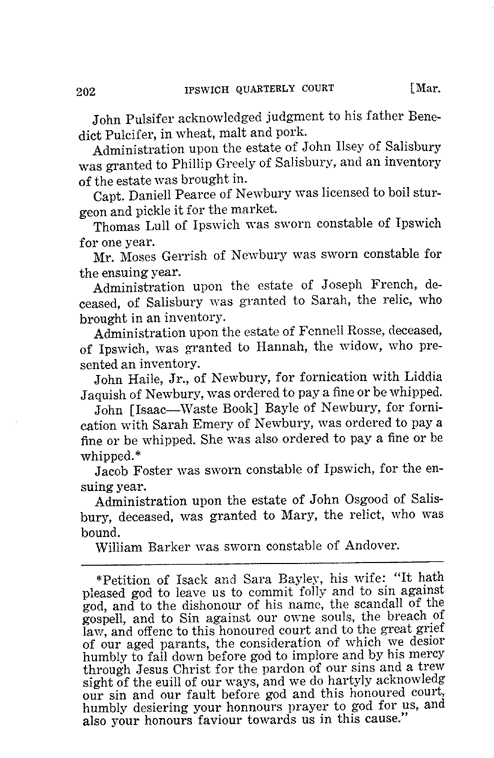 202 IPSWICH QUARTERLY COURT [Mar.
John Pulsifer acknowledged judgment to his father Bene-
dict Pulcifer, in wheat, malt and pork.
Administration upon the estate of John Ilsey of Salisbury
was granted to Phillip Greely of Salisbury, and an inventory
of the estate was brought in.
Capt. Daniell Pearce of Newbury was licensed to boil stur-
geon and pickle it for the market.
Thomas Lull of Ipswich was sworn constable of Ipswich
for one year.
Mr. Moses Gerrish of Newbury was sworn constable for
the ensuing year.
Administration upon the estate of Joseph French, de-
ceased, of Salisbury was granted to Sarah, the relic, who
brought in an inventory.
Administration upon the estate of Fennell Rosse, deceased,
of Ipswich, was granted to Hannah, the widow, who pre-
sented an inventory.
John Haile, Jr., of Newbury, for fornication with Liddia
Jaquish of Newbury, was ordered to pay a fine or be whipped.
John [Isaac—Waste Book] Bayle of Newbury, for forni-
cation with Sarah Emery of Newbury, was ordered to pay a
fine or be whipped. She was also ordered to pay a fine or be
whipped.*
Jacob Foster was sworn constable of Ipswich, for the en-
suing year.
Administration upon the estate of John Osgood of Salis-
bury, deceased, was granted to Mary, the relict, who was
bound.
William Barker was sworn constable of Andover.
*Petition of Isack and Sara Bayley, his wife: "It hath
pleased god to leave us to commit folly and to sin against
god, and to the dishonour of his name, the scandall of the
gospell, and to Sin against our owne souls, the breach of
law, and offenc to this honoured court and to the great grief
of our aged parants, the consideration of which we desior
humbly to fall down before god to implore and by his mercy
through Jesus Christ for the pardon of our sins and a trew
sight of the euill of our ways, and we do hartyly acknowledg
our sin and our fault before god and this honoured court,
humbly desiering your honnours prayer to god for us, and
also your honours faviour towards us in this cause."